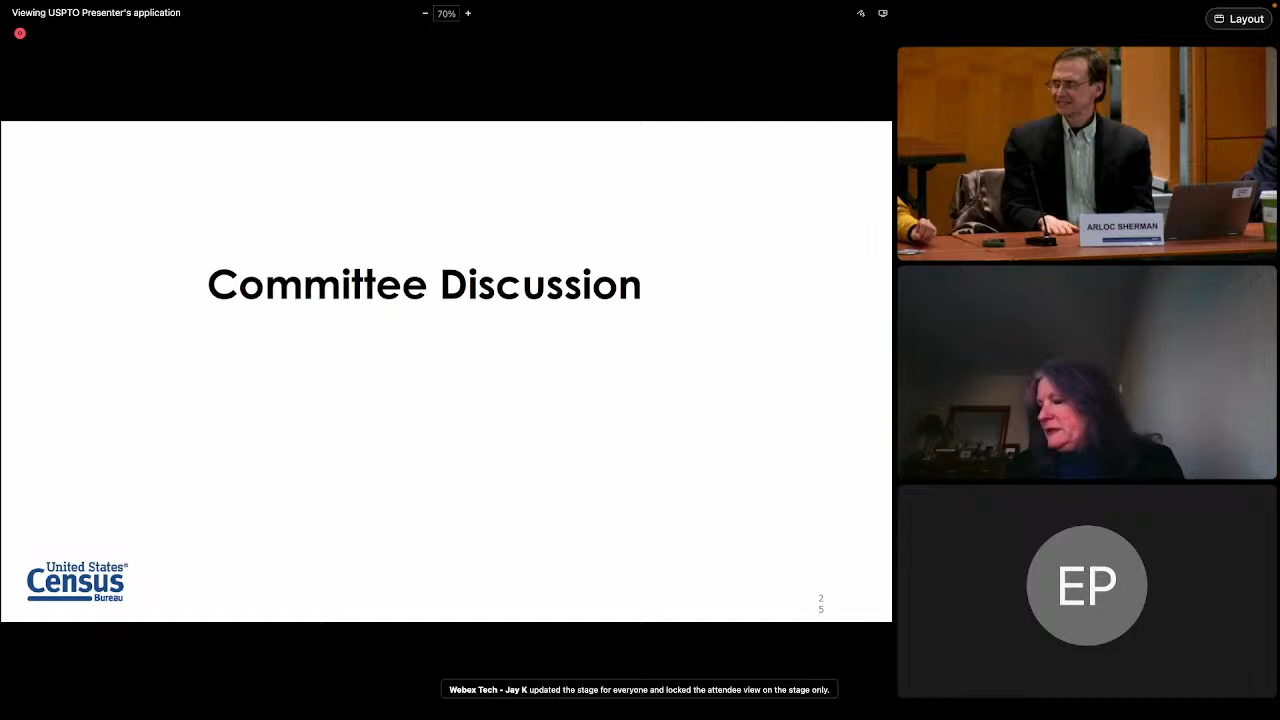 Viewing USPTO Presenter's application
− 70% +
Layout
ARLOC SHERMAN
Committee Discussion
United States®
Census
Bureau
EP
2
5
Webex Tech - Jay K updated the stage for everyone and locked the attendee view on the stage only.